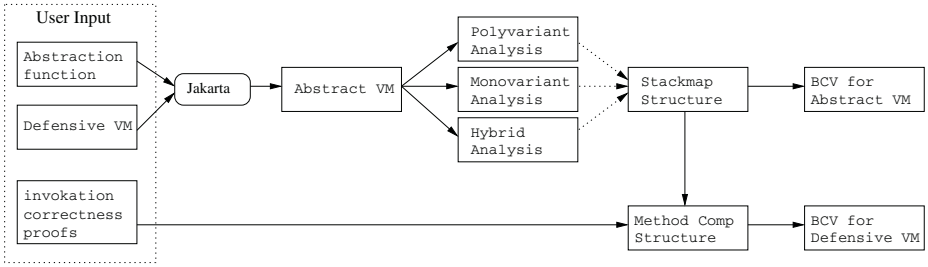 User Input
Abstraction
function
Defensive VM
invokation
correctness
proofs
Jakarta
Abstract VM
Polyvariant
Analysis
Monovariant
Analysis
Hybrid
Analysis
Stackmap
Structure
BCV for
Abstract VM
Method Comp
Structure
BCV for
Defensive VM